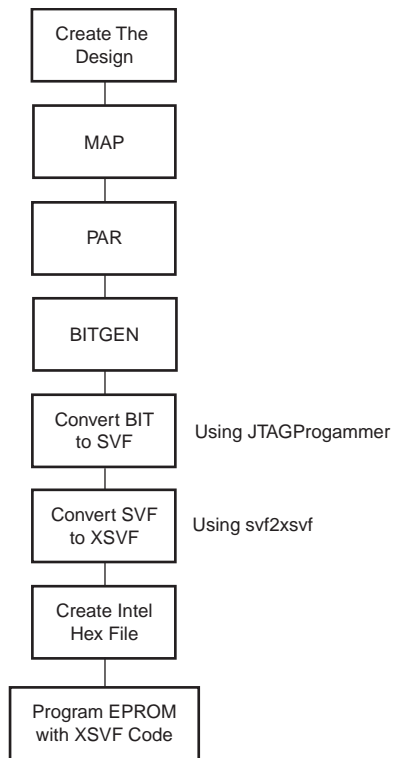 Create The
Design
MAP
PAR
BITGEN
Convert BIT
to SVF
Using JTAGProgammer
Convert SVF
to XSVF
Using svf2xsvf
Create Intel
Hex File
Program EPROM
with XSVF Code